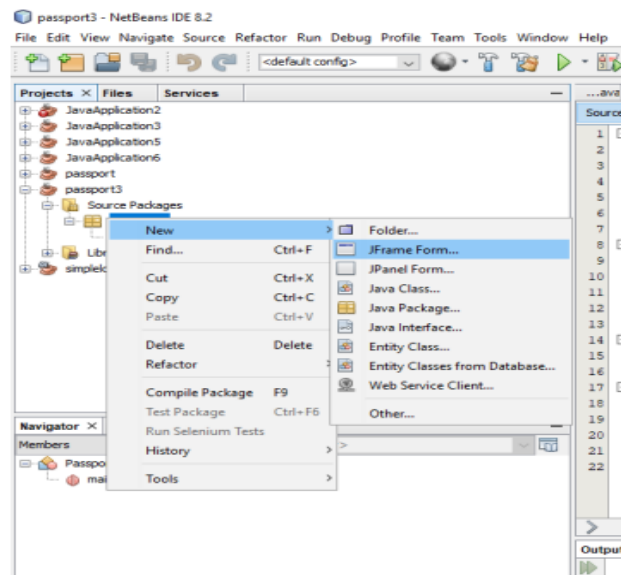 passport3 - NetBeans IDE 8.2
File Edit View Navigate Source Refactor Run Debug Profile Team Tools Window Help
<default config>
Projects × Files Services
...ava
JavaApplication2
Source
JavaApplication3
JavaApplication5
JavaApplication6
passport
passport3
Source Packages
New
Find... Ctrl+F
Cut Ctrl+X
Copy Ctrl+C
Paste Ctrl+V
Delete Delete
Refactor
Compile Package F9
Test Package Ctrl+F6
Run Selenium Tests
History
Tools
Folder...
JFrame Form...
JPanel Form...
Java Class...
Java Package...
Java Interface...
Entity Class...
Entity Classes from Database...
Web Service Client...
Other...
Libr
Navigator ×
Members
Passpo
mai
1
2
3
4
5
6
7
8
9
10
11
12
13
14
15
16
17
18
19
20
21
22
Output